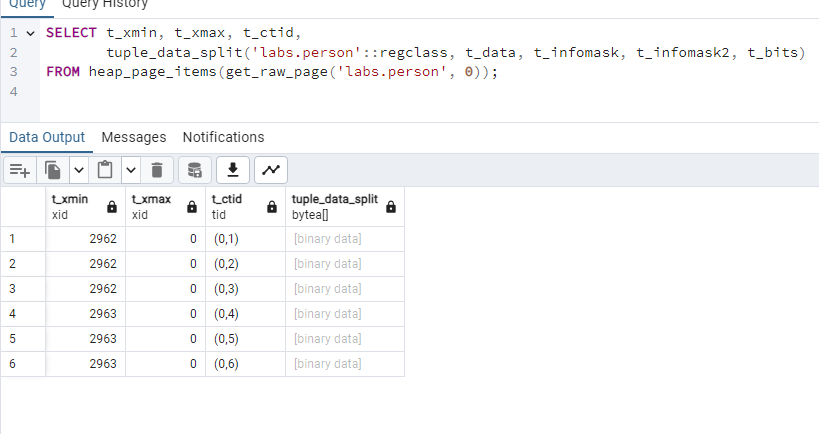 Query Query History
1 SELECT t_xmin, t_xmax, t_ctid,
2 tuple_data_split('labs.person'::regclass, t_data, t_infomask, t_infomask2, t_bits)
3 FROM heap_page_items(get_raw_page('labs.person', 0));
4
Data Output Messages Notifications
t_xmin t_xmax t_ctid tuple_data_split
xid xid tid bytea[]
1 2962 0 (0,1) [binary data]
2 2962 0 (0,2) [binary data]
3 2962 0 (0,3) [binary data]
4 2963 0 (0,4) [binary data]
5 2963 0 (0,5) [binary data]
6 2963 0 (0,6) [binary data]